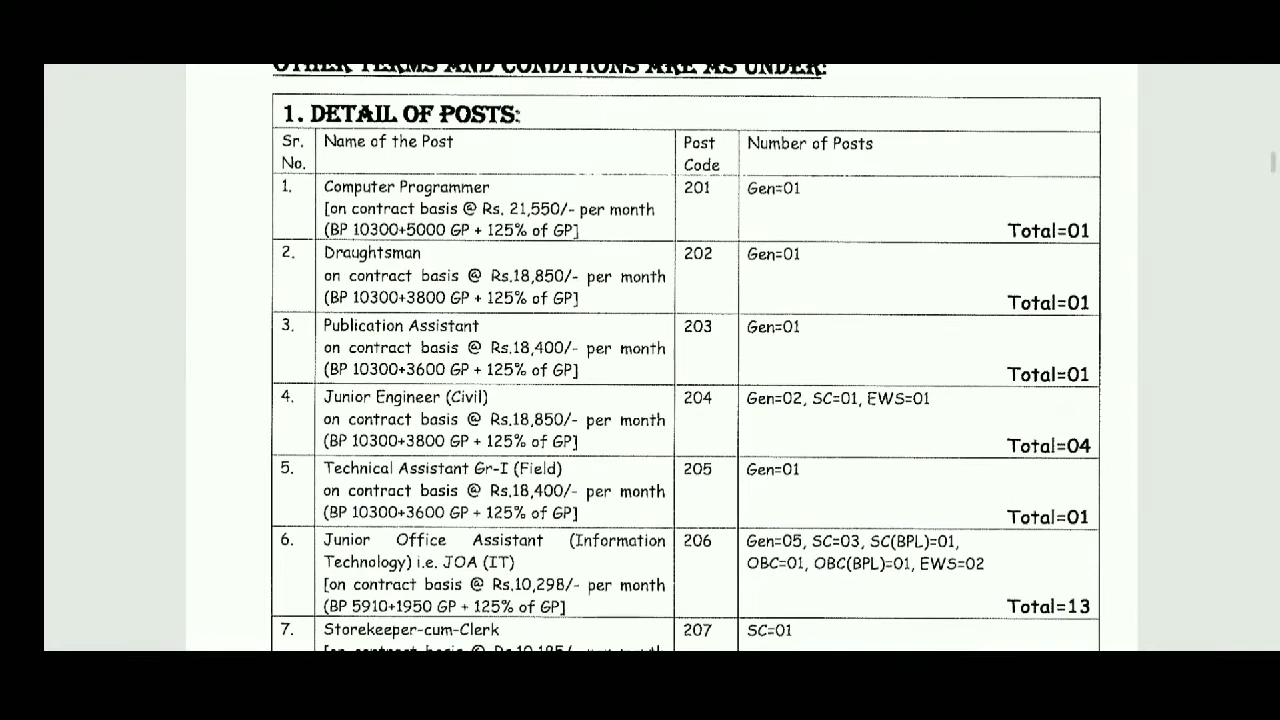 OTHER TERMS AND CONDITIONS ARE AS UNDER:
1. DETAIL OF POSTS:
Sr. No. Name of the Post Post Code Number of Posts
1. Computer Programmer 201 Gen=01
[on contract basis @ Rs. 21,550/- per month
(BP 10300+5000 GP + 125% of GP] Total=01
2. Draughtsman 202 Gen=01
on contract basis @ Rs.18,850/- per month
(BP 10300+3800 GP + 125% of GP] Total=01
3. Publication Assistant 203 Gen=01
on contract basis @ Rs.18,400/- per month
(BP 10300+3600 GP + 125% of GP] Total=01
4. Junior Engineer (Civil) 204 Gen=02, SC=01, EWS=01
on contract basis @ Rs.18,850/- per month
(BP 10300+3800 GP + 125% of GP] Total=04
5. Technical Assistant Gr-I (Field) 205 Gen=01
on contract basis @ Rs.18,400/- per month
(BP 10300+3600 GP + 125% of GP] Total=01
6. Junior Office Assistant (Information 206 Gen=05, SC=03, SC(BPL)=01,
Technology) i.e. JOA (IT) OBC=01, OBC(BPL)=01, EWS=02
[on contract basis @ Rs.10,298/- per month
(BP 5910+1950 GP + 125% of GP] Total=13
7. Storekeeper-cum-Clerk 207 SC=01